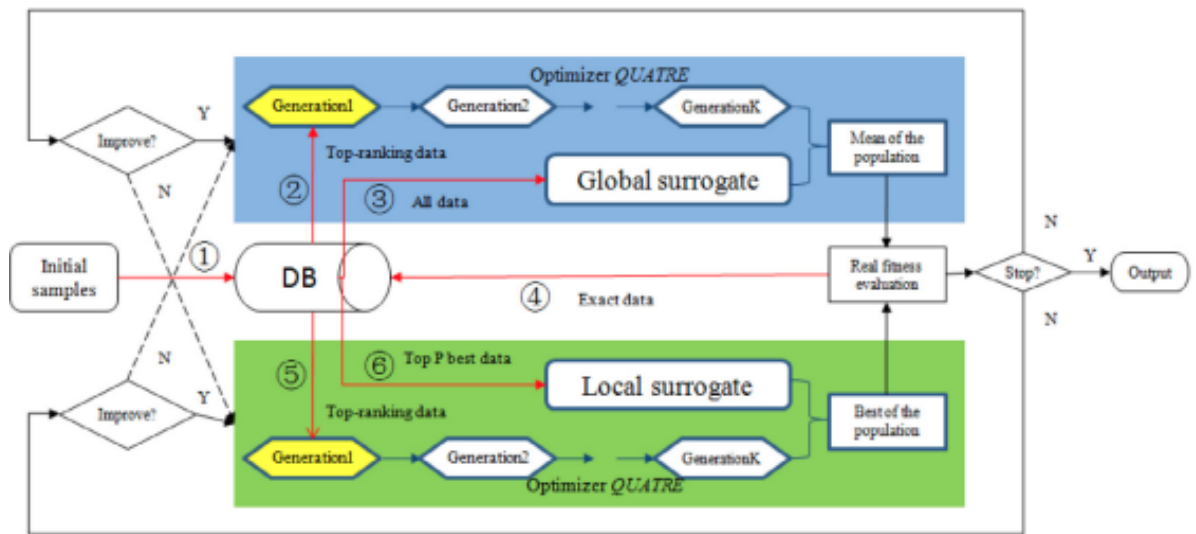 Optimizer QUATRE
Generation1
Generation2
GenerationK
Y
Improve?
Mean of the
population
Top-ranking data
②
③
Global surrogate
N
All data
N
①
Initial
samples
DB
Real fitness
evaluation
Stop?
Y
Output
④
Exact data
N
N
⑤
⑥
Top P best data
Local surrogate
Y
Improve?
Top-ranking data
Best of the
population
Generation1
Generation2
GenerationK
Optimizer QUATRE